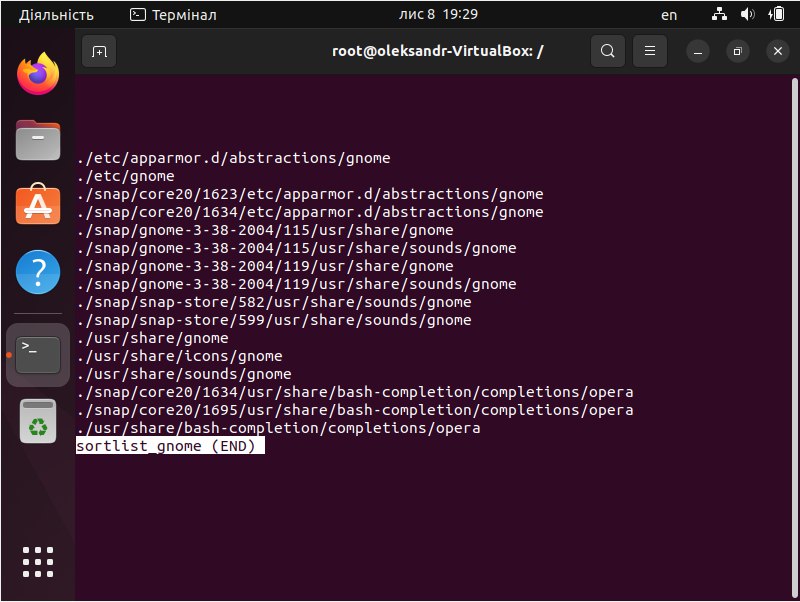 Діяльність Термінал лис 8 19:29 en
root@oleksandr-VirtualBox: /
./etc/apparmor.d/abstractions/gnome
./etc/gnome
./snap/core20/1623/etc/apparmor.d/abstractions/gnome
./snap/core20/1634/etc/apparmor.d/abstractions/gnome
./snap/gnome-3-38-2004/115/usr/share/gnome
./snap/gnome-3-38-2004/115/usr/share/sounds/gnome
./snap/gnome-3-38-2004/119/usr/share/gnome
./snap/gnome-3-38-2004/119/usr/share/sounds/gnome
./snap/snap-store/582/usr/share/sounds/gnome
./snap/snap-store/599/usr/share/sounds/gnome
./usr/share/gnome
./usr/share/icons/gnome
./usr/share/sounds/gnome
./snap/core20/1634/usr/share/bash-completion/completions/opera
./snap/core20/1695/usr/share/bash-completion/completions/opera
./usr/share/bash-completion/completions/opera
sortlist_gnome (END)